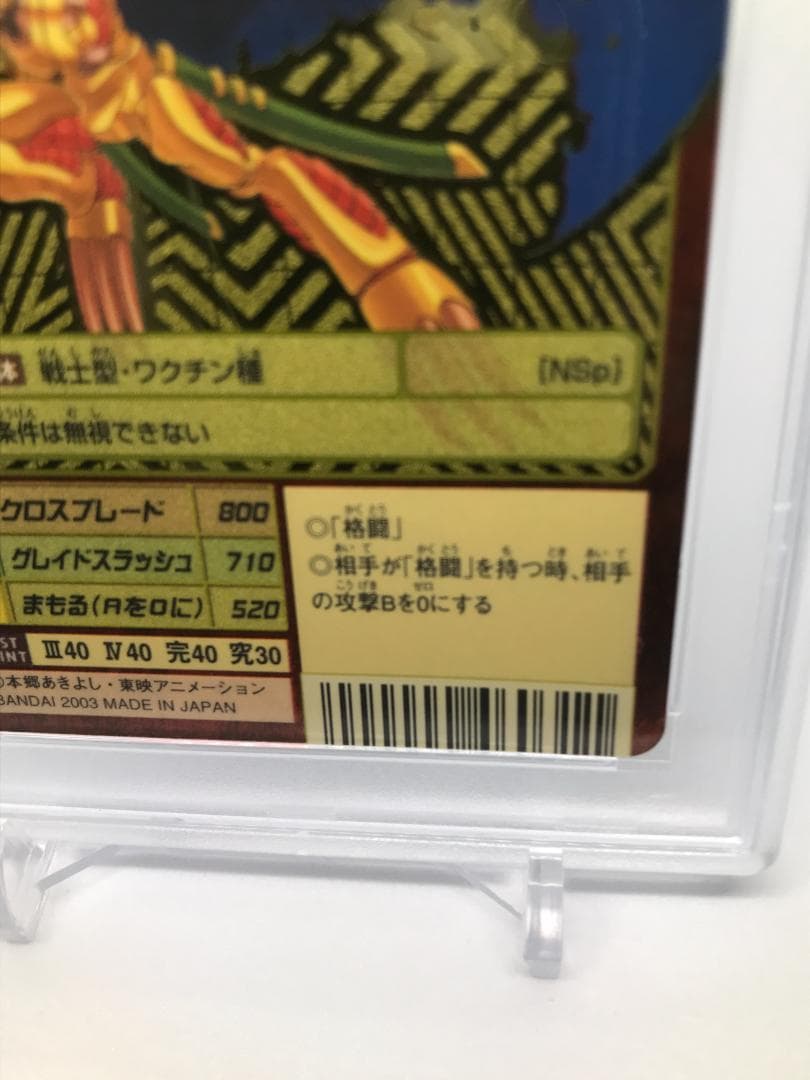 体 戦士型・ワクチン種 [NSp]
条件は無視できない
クロスブレード 800
グレイドスラッシュ 710
まもる(Aを0に) 520
Ⅲ40 Ⅳ40 完40 究30
©本郷あきよし・東映アニメーション
BANDAI 2003 MADE IN JAPAN
◎「格闘」
◎相手が「格闘」を持つ時、相手
の攻撃Bを0にする